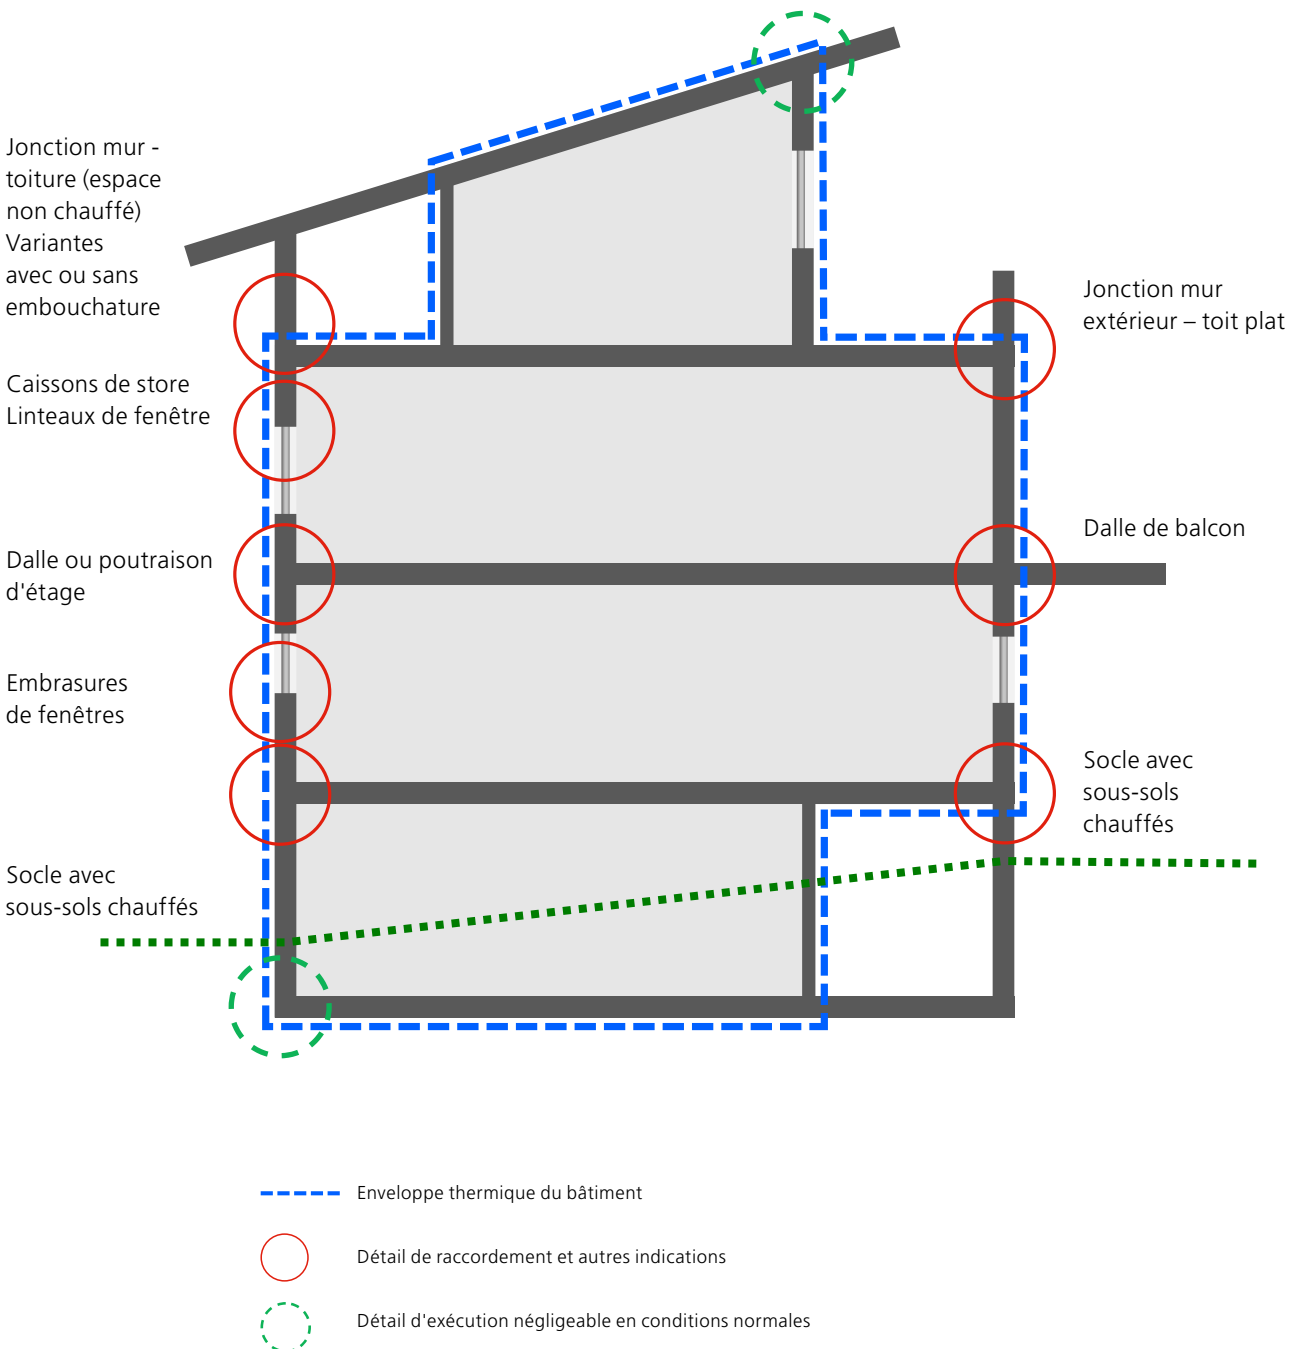 Jonction mur -
toiture (espace
non chauffé)
Variantes
avec ou sans
embouchature
Jonction mur
extérieur – toit plat
Caissons de store
Linteaux de fenêtre
Dalle de balcon
Dalle ou poutraison
d'étage
Embrasures
de fenêtres
Socle avec
sous-sols
chauffés
Socle avec
sous-sols chauffés
Enveloppe thermique du bâtiment
Détail de raccordement et autres indications
Détail d'exécution négligeable en conditions normales